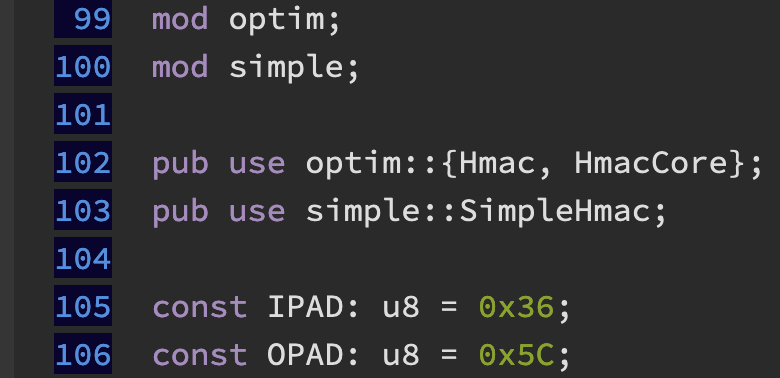 99 mod optim;
100 mod simple;
101
102 pub use optim::{Hmac, HmacCore};
103 pub use simple::SimpleHmac;
104
105 const IPAD: u8 = 0x36;
106 const OPAD: u8 = 0x5C;